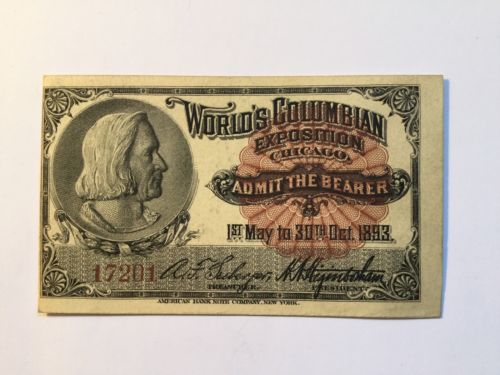 WORLD'S COLUMBIAN
EXPOSITION
CHICAGO
ADMIT THE BEARER
1ST May to 30TH Oct. 1893.
17201
TREASURER.
PRESIDENT.
AMERICAN BANK NOTE COMPANY, NEW YORK.